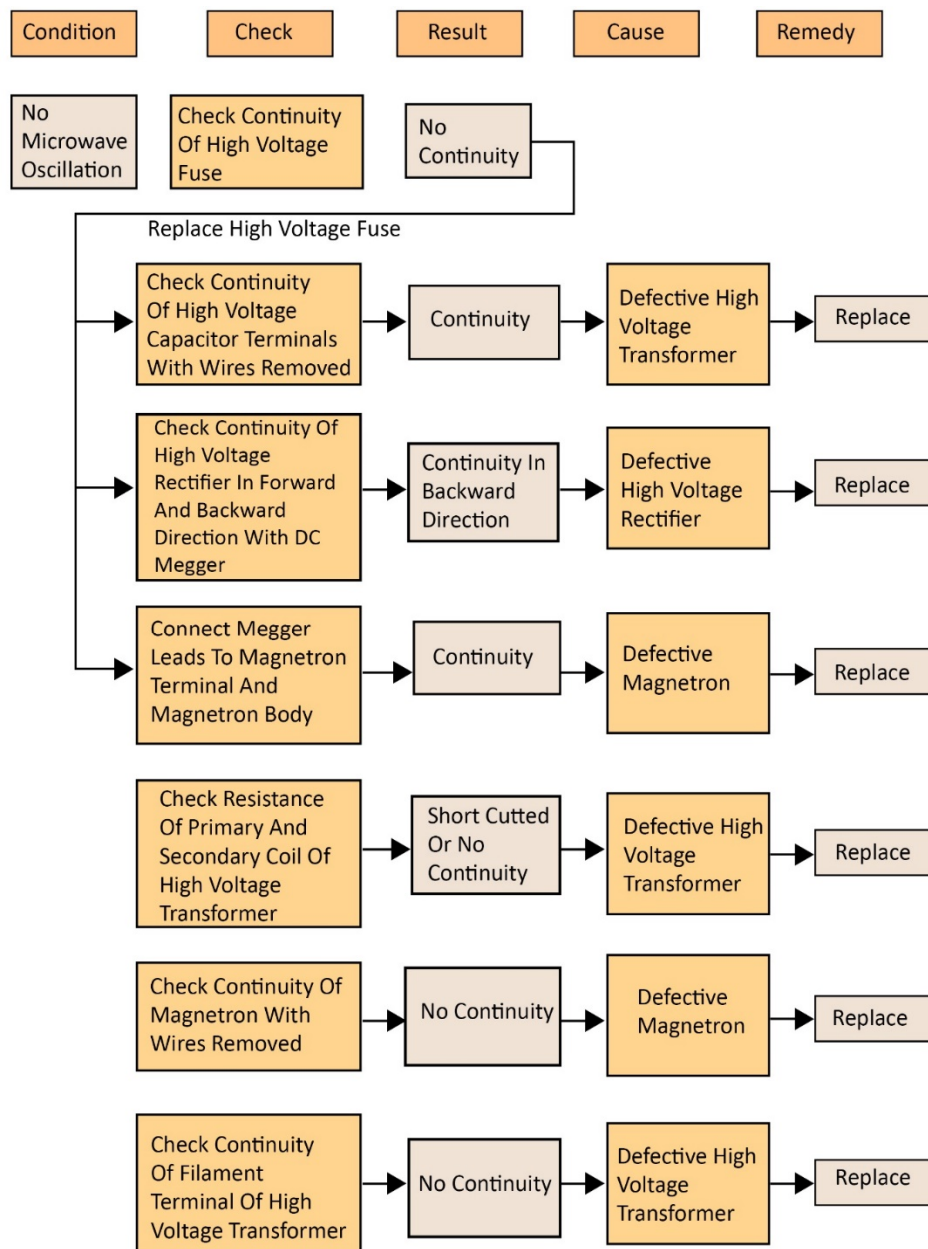 Condition
Check
Result
Cause
Remedy
No
Microwave
Oscillation
Check Continuity
Of High Voltage
Fuse
No
Continuity
Replace High Voltage Fuse
Check Continuity
Of High Voltage
Capacitor Terminals
With Wires Removed
Continuity
Defective High
Voltage
Transformer
Replace
Check Continuity Of
High Voltage
Rectifier In Forward
And Backward
Direction With DC
Megger
Continuity In
Backward
Direction
Defective
High Voltage
Rectifier
Replace
Connect Megger
Leads To Magnetron
Terminal And
Magnetron Body
Continuity
Defective
Magnetron
Replace
Check Resistance
Of Primary And
Secondary Coil Of
High Voltage
Transformer
Short Cutted
Or No
Continuity
Defective High
Voltage
Transformer
Replace
Check Continuity Of
Magnetron With
Wires Removed
No Continuity
Defective
Magnetron
Replace
Check Continuity
Of Filament
Terminal Of High
Voltage Transformer
No Continuity
Defective High
Voltage
Transformer
Replace